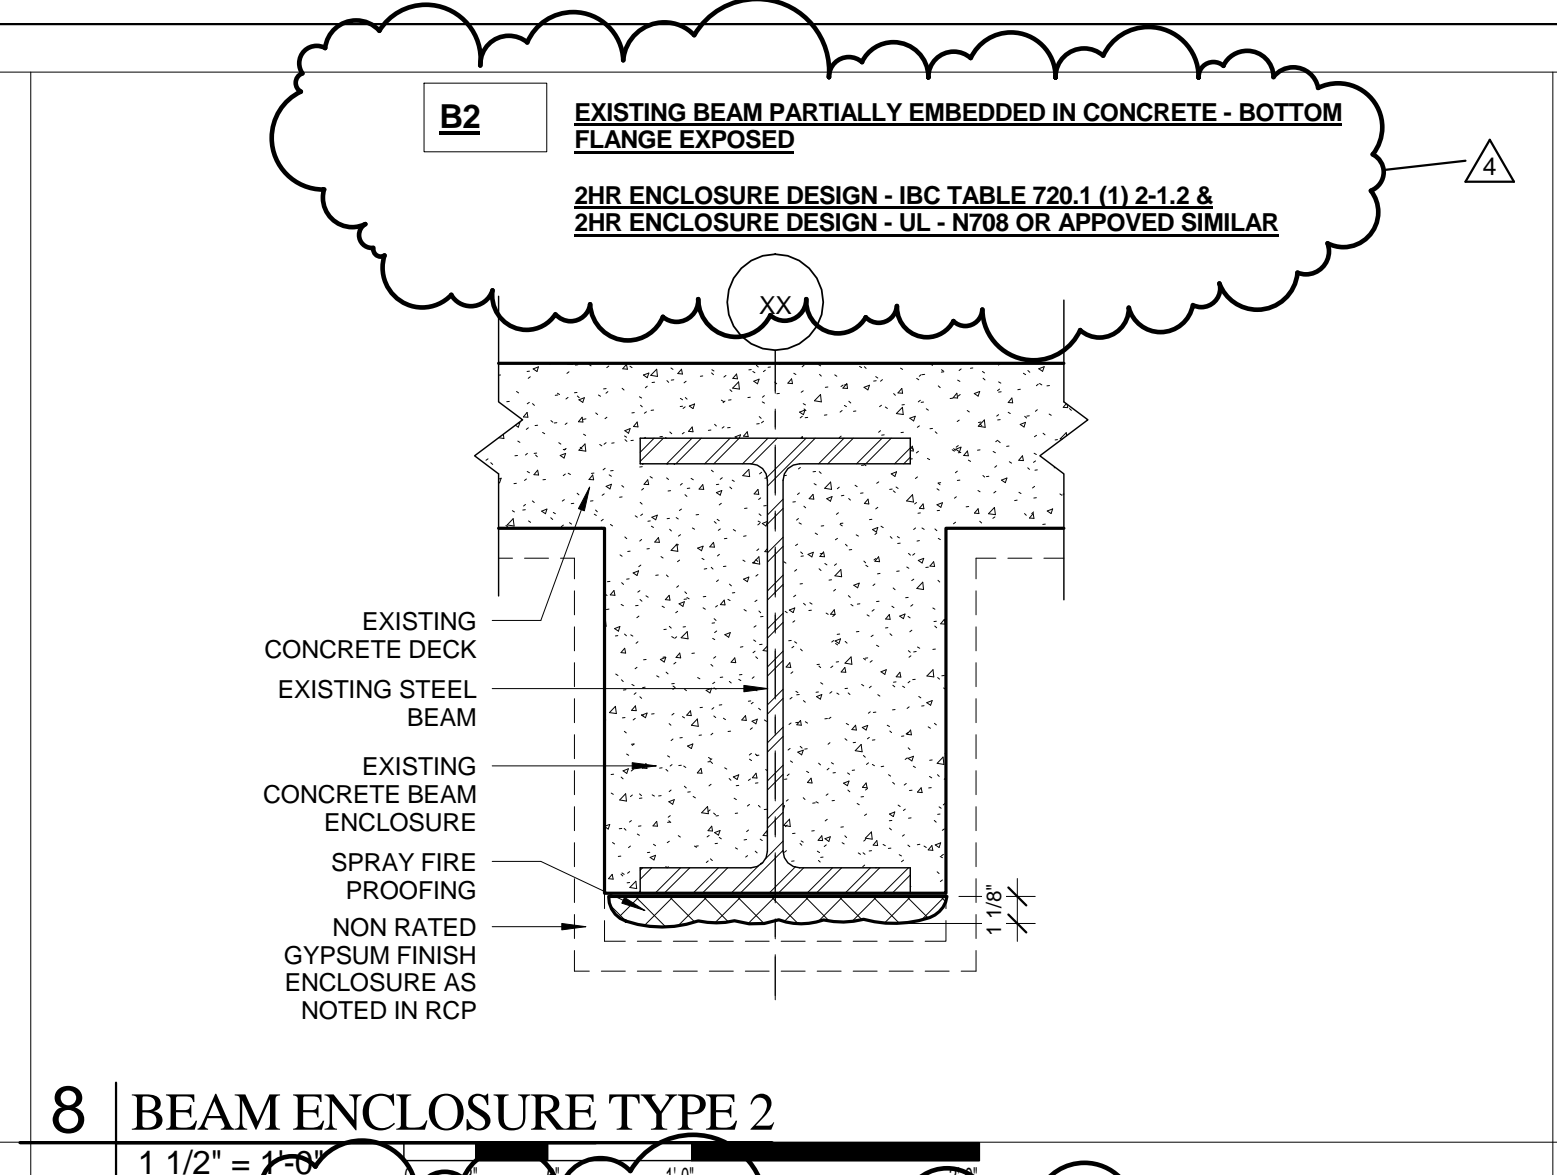 B2
EXISTING BEAM PARTIALLY EMBEDDED IN CONCRETE - BOTTOM
FLANGE EXPOSED
2HR ENCLOSURE DESIGN - IBC TABLE 720.1 (1) 2-1.2 &
2HR ENCLOSURE DESIGN - UL - N708 OR APPOVED SIMILAR
4
XX
EXISTING
CONCRETE DECK
EXISTING STEEL
BEAM
EXISTING
CONCRETE BEAM
ENCLOSURE
SPRAY FIRE
PROOFING
NON RATED
GYPSUM FINISH
ENCLOSURE AS
NOTED IN RCP
1 1/8"
8
BEAM ENCLOSURE TYPE 2
1 1/2" = 1'-0"